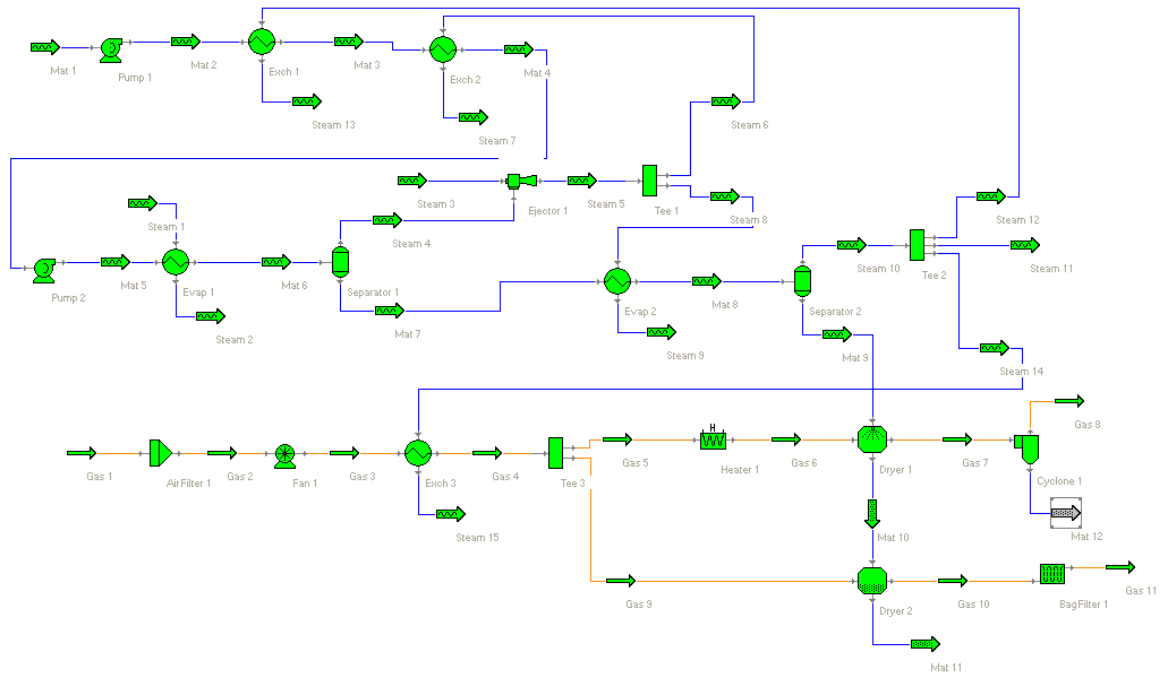 Mat 1
Pump 1
Mat 2
Exch 1
Mat 3
Exch 2
Mat 4
Steam 13
Steam 7
Steam 6
Steam 3
Ejector 1
Steam 5
Tee 1
Steam 8
Steam 12
Steam 1
Steam 4
Steam 10
Tee 2
Steam 11
Pump 2
Mat 5
Evap 1
Mat 6
Separator 1
Evap 2
Mat 8
Separator 2
Steam 2
Mat 7
Steam 9
Mat 9
Steam 14
Gas 1
AirFilter 1
Gas 2
Fan 1
Gas 3
Exch 3
Gas 4
Tee 3
Gas 5
H
Heater 1
Gas 6
Dryer 1
Gas 7
Gas 8
Cyclone 1
Steam 15
Mat 10
Mat 12
Gas 9
Dryer 2
Gas 10
BagFilter 1
Gas 11
Mat 11